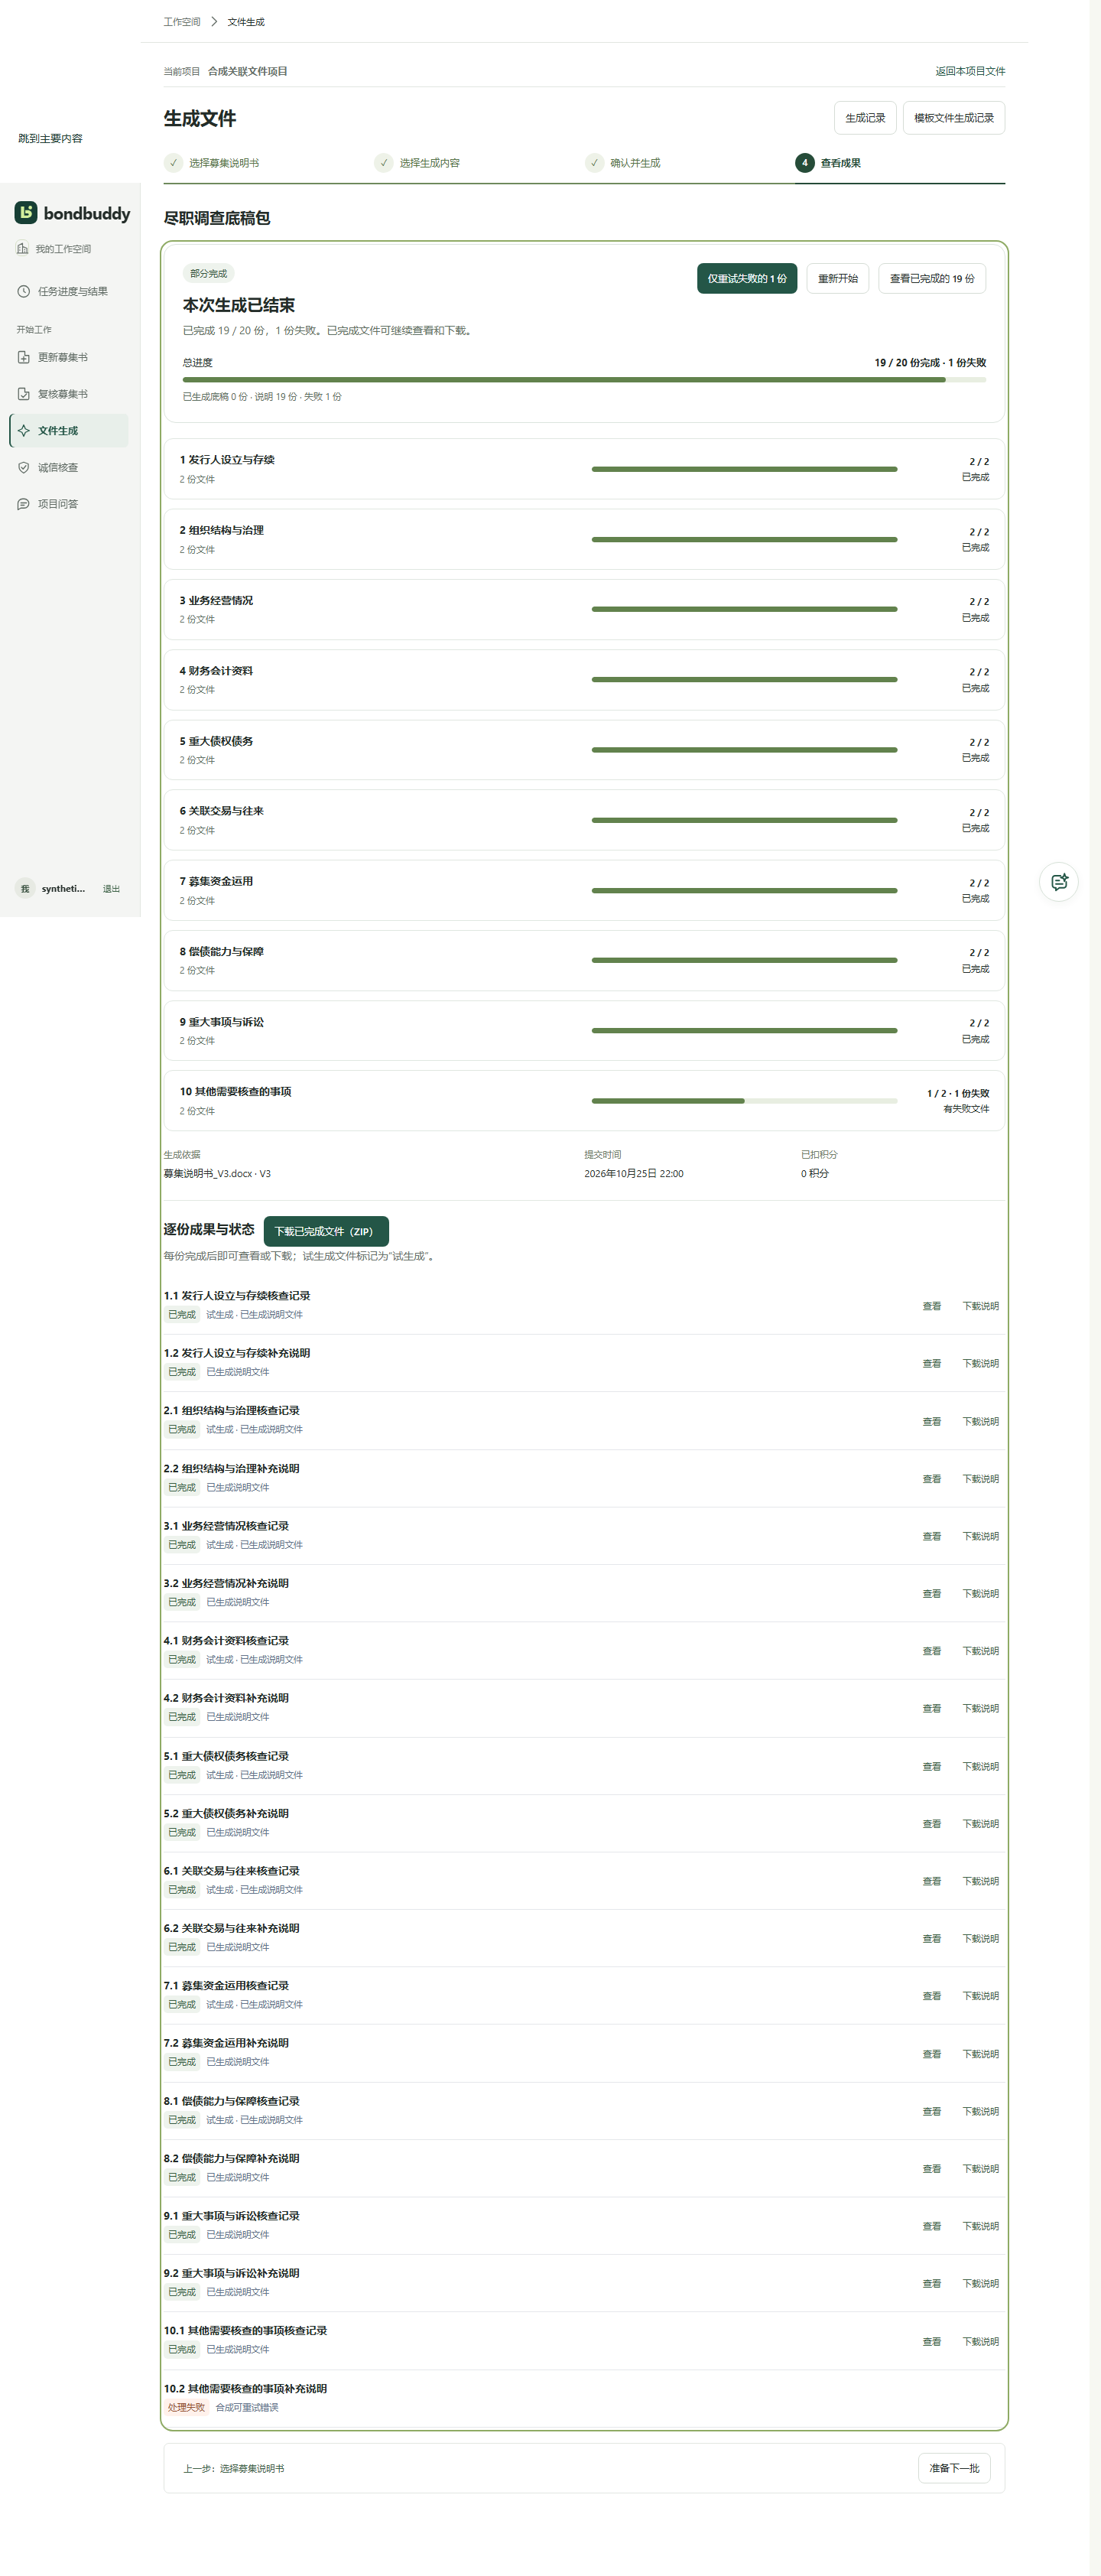 工作空间 > 文件生成
当前项目 合成关联文件项目
返回本项目文件
跳到主要内容
生成文件
生成记录
模板文件生成记录
✓ 选择募集说明书
✓ 选择生成内容
✓ 确认并生成
4 查看成果
bondbuddy
我的工作空间
任务进度与结果
开始工作
更新募集书
复核募集书
文件生成
诚信核查
项目问答
我 syntheti... 退出
尽职调查底稿包
部分完成
仅重试失败的 1 份
重新开始
查看已完成的 19 份
本次生成已结束
已完成 19 / 20 份，1 份失败。已完成文件可继续查看和下载。
总进度
19 / 20 份完成 · 1 份失败
已生成底稿 0 份 · 说明 19 份 · 失败 1 份
1 发行人设立与存续
2 份文件
2 / 2
已完成
2 组织结构与治理
2 份文件
2 / 2
已完成
3 业务经营情况
2 份文件
2 / 2
已完成
4 财务会计资料
2 份文件
2 / 2
已完成
5 重大债权债务
2 份文件
2 / 2
已完成
6 关联交易与往来
2 份文件
2 / 2
已完成
7 募集资金运用
2 份文件
2 / 2
已完成
8 偿债能力与保障
2 份文件
2 / 2
已完成
9 重大事项与诉讼
2 份文件
2 / 2
已完成
10 其他需要核查的事项
2 份文件
1 / 2 · 1 份失败
有失败文件
生成依据
募集说明书_V3.docx · V3
提交时间
2026年10月25日 22:00
已扣积分
0 积分
逐份成果与状态
下载已完成文件（ZIP）
每份完成后即可查看或下载；试生成文件标记为“试生成”。
1.1 发行人设立与存续核查记录
已完成 试生成 · 已生成说明文件
查看 下载说明
1.2 发行人设立与存续补充说明
已完成 已生成说明文件
查看 下载说明
2.1 组织结构与治理核查记录
已完成 试生成 · 已生成说明文件
查看 下载说明
2.2 组织结构与治理补充说明
已完成 已生成说明文件
查看 下载说明
3.1 业务经营情况核查记录
已完成 试生成 · 已生成说明文件
查看 下载说明
3.2 业务经营情况补充说明
已完成 已生成说明文件
查看 下载说明
4.1 财务会计资料核查记录
已完成 试生成 · 已生成说明文件
查看 下载说明
4.2 财务会计资料补充说明
已完成 已生成说明文件
查看 下载说明
5.1 重大债权债务核查记录
已完成 试生成 · 已生成说明文件
查看 下载说明
5.2 重大债权债务补充说明
已完成 已生成说明文件
查看 下载说明
6.1 关联交易与往来核查记录
已完成 试生成 · 已生成说明文件
查看 下载说明
6.2 关联交易与往来补充说明
已完成 已生成说明文件
查看 下载说明
7.1 募集资金运用核查记录
已完成 试生成 · 已生成说明文件
查看 下载说明
7.2 募集资金运用补充说明
已完成 已生成说明文件
查看 下载说明
8.1 偿债能力与保障核查记录
已完成 试生成 · 已生成说明文件
查看 下载说明
8.2 偿债能力与保障补充说明
已完成 已生成说明文件
查看 下载说明
9.1 重大事项与诉讼核查记录
已完成 已生成说明文件
查看 下载说明
9.2 重大事项与诉讼补充说明
已完成 已生成说明文件
查看 下载说明
10.1 其他需要核查的事项核查记录
已完成 已生成说明文件
查看 下载说明
10.2 其他需要核查的事项补充说明
处理失败 合成可重试错误
上一步：选择募集说明书
准备下一批